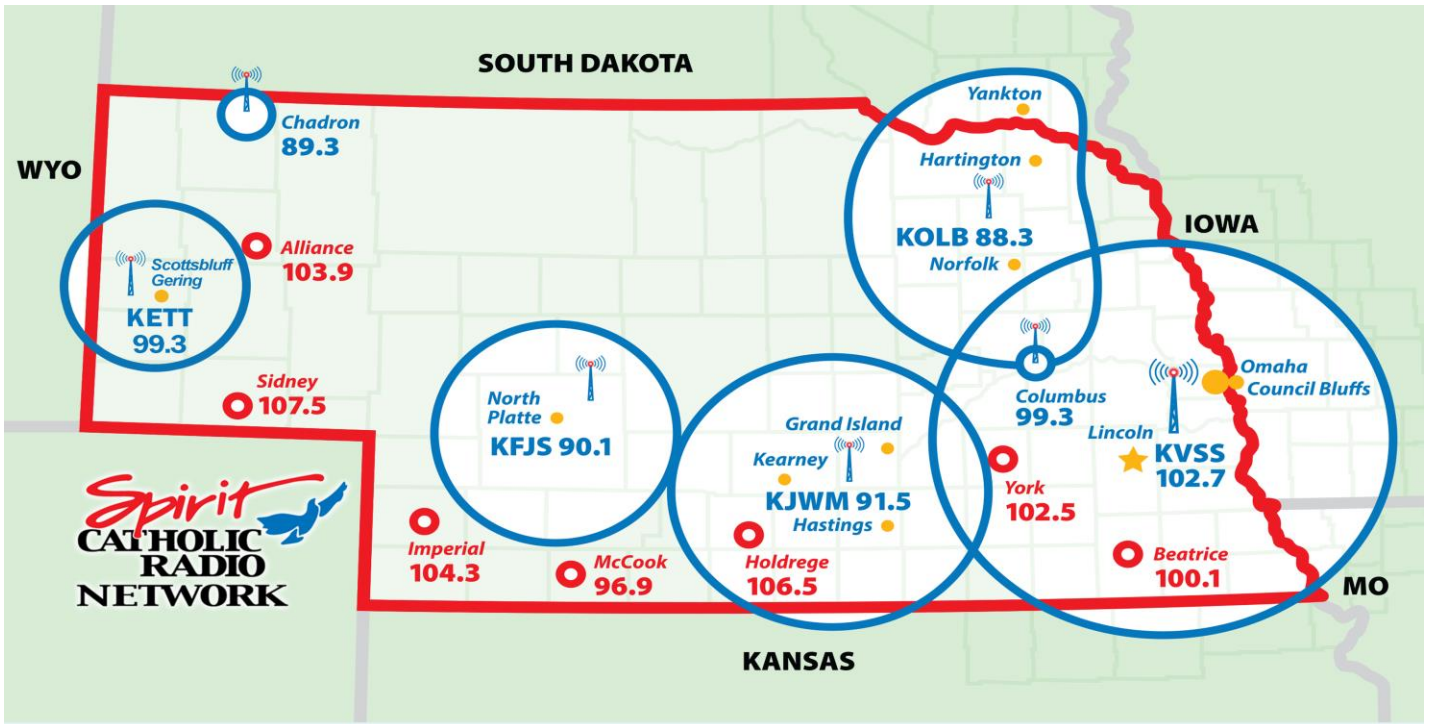 SOUTH DAKOTA
WYO
Chadron
89.3
Yankton
Hartington
KOLB 88.3
Norfolk
IOWA
Alliance
103.9
Scottsbluff
Gering
KETT
99.3
Sidney
107.5
North
Platte
KFJS 90.1
Grand Island
Kearney
KJWM 91.5
Hastings
Columbus
99.3
Omaha
Council Bluffs
Lincoln
KVSS
102.7
York
102.5
Imperial
104.3
McCook
96.9
Holdrege
106.5
Beatrice
100.1
MO
KANSAS
Spirit
CATHOLIC
RADIO
NETWORK